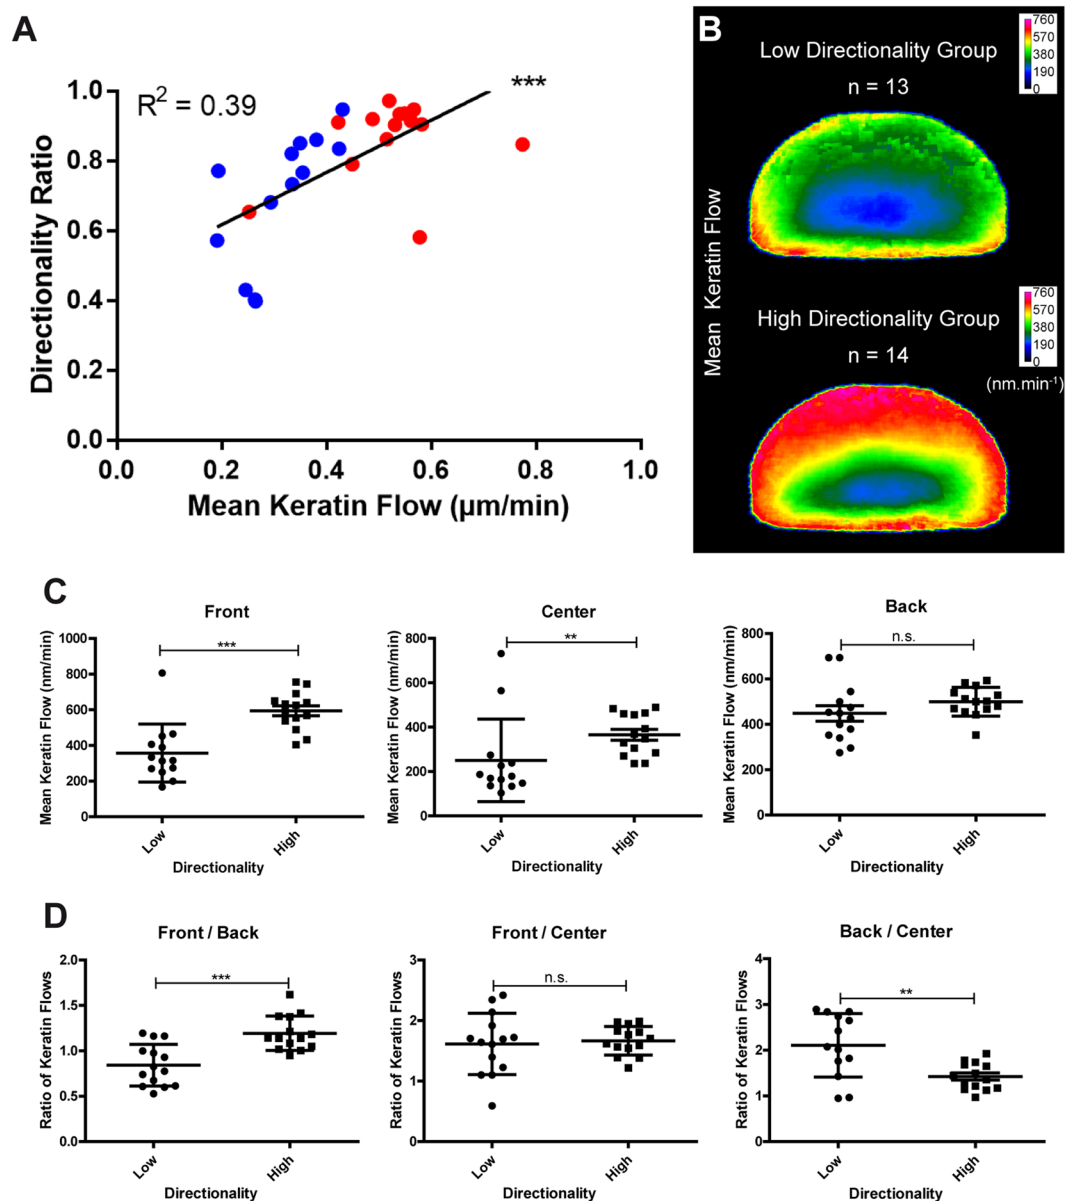 A
R² = 0.39
***
Directionality Ratio
1.0
0.8
0.6
0.4
0.2
0.0
0.0 0.2 0.4 0.6 0.8 1.0
Mean Keratin Flow (µm/min)
B
Mean Keratin Flow
Low Directionality Group
n = 13
760
570
380
190
0
High Directionality Group
n = 14
760
570
380
190
0
(nm.min⁻¹)
C
Front
***
Mean Keratin Flow (nm/min)
1000
800
600
400
200
0
Low High
Directionality
Center
**
Mean Keratin Flow (nm/min)
800
600
400
200
0
Low High
Directionality
Back
n.s.
Mean Keratin Flow (nm/min)
800
600
400
200
0
Low High
Directionality
D
Front / Back
***
Ratio of Keratin Flows
2.0
1.5
1.0
0.5
0.0
Low High
Directionality
Front / Center
n.s.
Ratio of Keratin Flows
3
2
1
0
Low High
Directionality
Back / Center
**
Ratio of Keratin Flows
4
3
2
1
0
Low High
Directionality